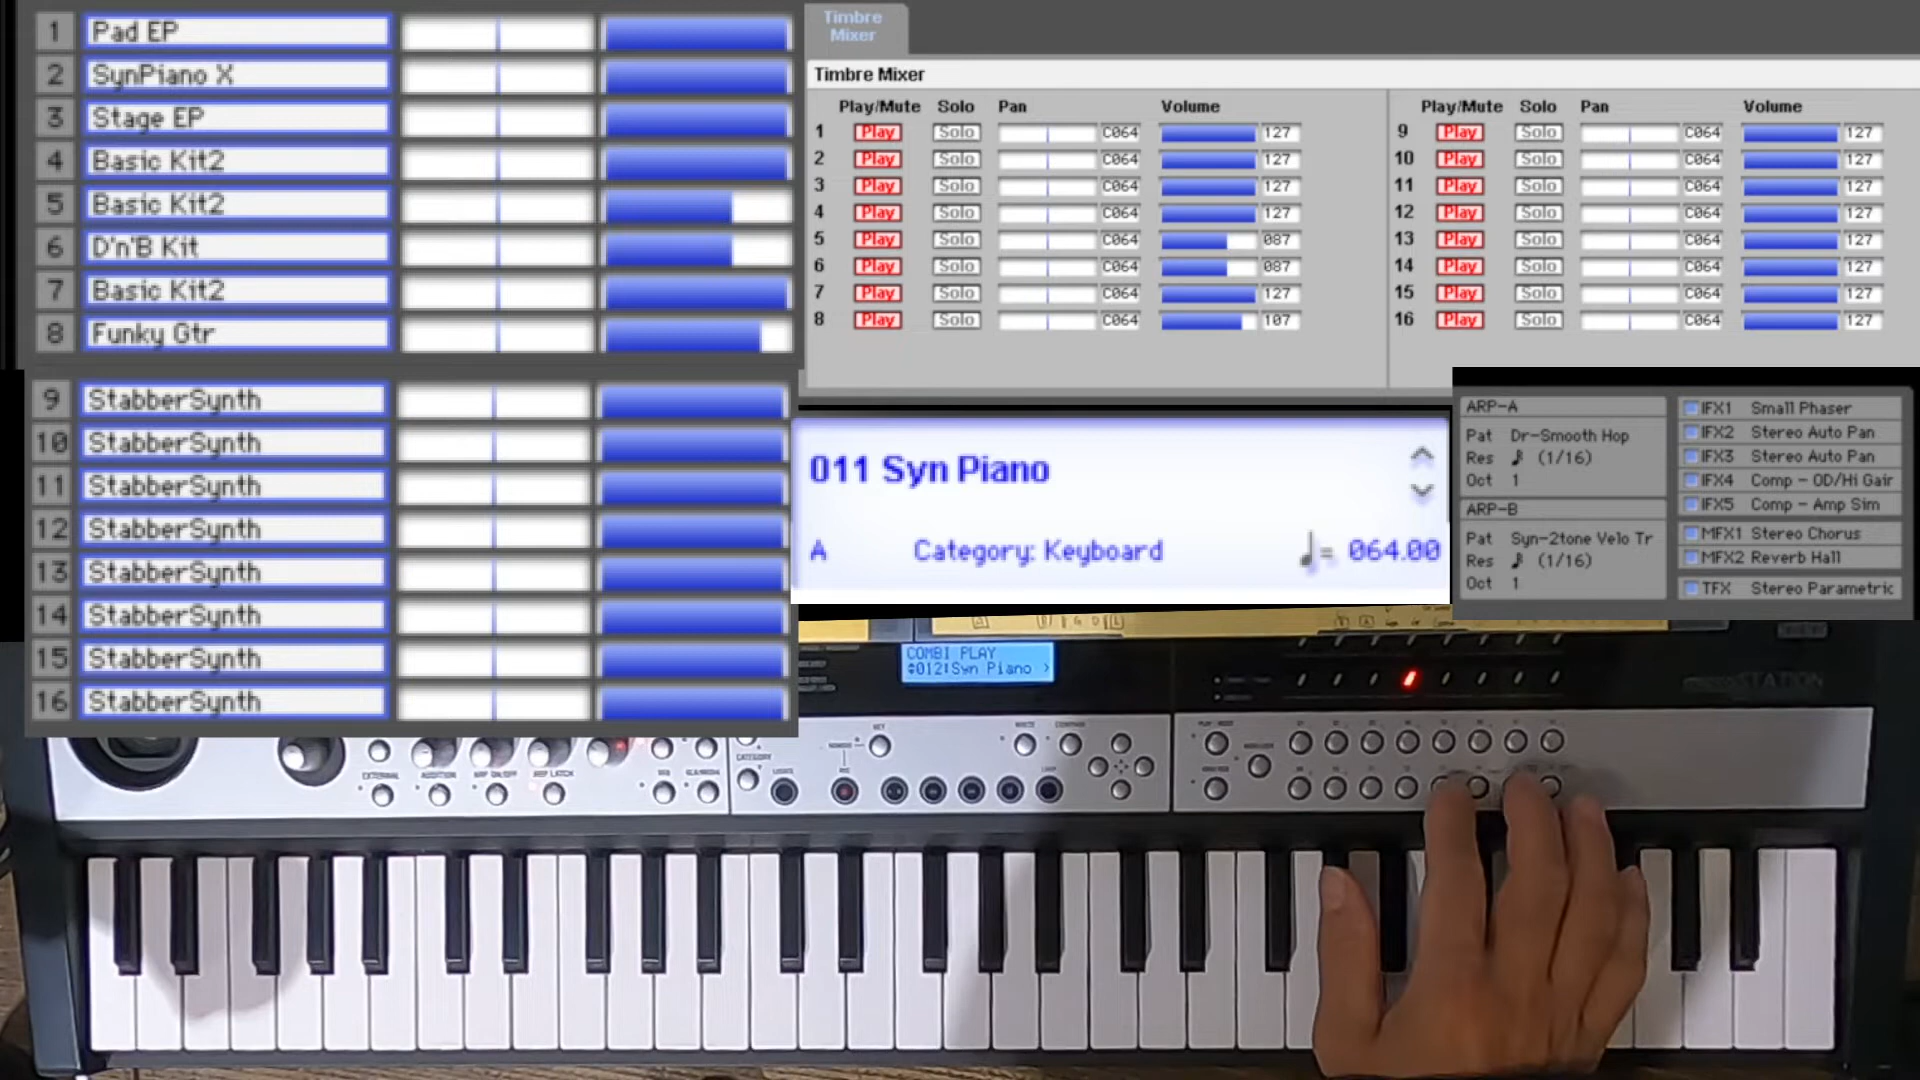 1 Pad EP
2 SynPiano X
3 Stage EP
4 Basic Kit2
5 Basic Kit2
6 D'n'B Kit
7 Basic Kit2
8 Funky Gtr
9 StabberSynth
10 StabberSynth
11 StabberSynth
12 StabberSynth
13 StabberSynth
14 StabberSynth
15 StabberSynth
16 StabberSynth
Timbre
Mixer
Timbre Mixer
Play/Mute Solo Pan Volume
1 Play Solo C064 127
2 Play Solo C064 127
3 Play Solo C064 127
4 Play Solo C064 127
5 Play Solo C064 087
6 Play Solo C064 087
7 Play Solo C064 127
8 Play Solo C064 107
Play/Mute Solo Pan Volume
9 Play Solo C064 127
10 Play Solo C064 127
11 Play Solo C064 127
12 Play Solo C064 127
13 Play Solo C064 127
14 Play Solo C064 127
15 Play Solo C064 127
16 Play Solo C064 127
011 Syn Piano
A Category: Keyboard ♩= 064.00
ARP-A
Pat Dr-Smooth Hop
Res (1/16)
Oct 1
ARP-B
Pat Syn-2tone Velo Tr
Res (1/16)
Oct 1
IFX1 Small Phaser
IFX2 Stereo Auto Pan
IFX3 Stereo Auto Pan
IFX4 Comp - OD/Hi Gair
IFX5 Comp - Amp Sim
MFX1 Stereo Chorus
MFX2 Reverb Hall
TFX Stereo Parametric
COMBI PLAY
012:Syn Piano >
EXTERNAL
CATEGORY